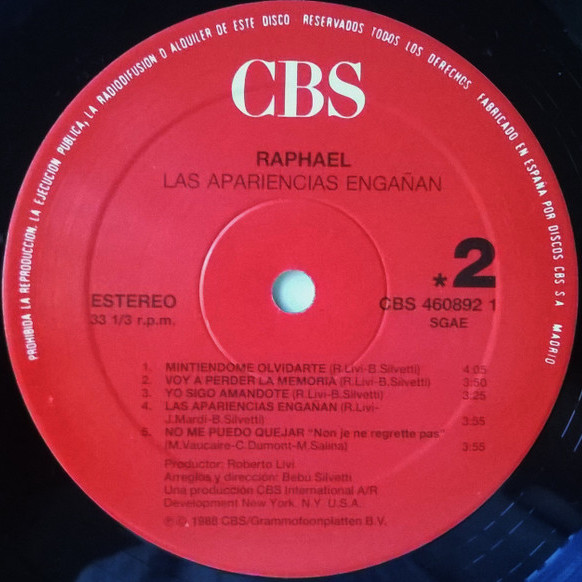 PROHIBIDA LA REPRODUCCION, LA EJECUCION PUBLICA, LA RADIODIFUSION O ALQUILER DE ESTE DISCO · RESERVADOS TODOS LOS DERECHOS · FABRICADO EN ESPAÑA POR DISCOS CBS S.A. MADRID
CBS
RAPHAEL
LAS APARIENCIAS ENGAÑAN
*2
ESTEREO
33 1/3 r.p.m.
CBS 460892 1
SGAE
1. MINTIENDOME OLVIDARTE (R.Livi-B.Silvetti) 4:05
2. VOY A PERDER LA MEMORIA (R.Livi-B.Silvetti) 3:50
3. YO SIGO AMANDOTE (R.Livi-B.Silvetti) 3:25
4. LAS APARIENCIAS ENGAÑAN (R.Livi-
J.Mardi-B.Silvetti) 3:55
5. NO ME PUEDO QUEJAR "Non je ne regrette pas"
(M.Vaucaire-C.Dumont-M.Salina) 3:55
Productor: Roberto Livi
Arreglos y dirección: Bebu Silvetti
Una producción CBS International A/R
Development New York. N.Y. U.S.A.
℗ © 1988 CBS/Grammofoonplatten B.V.